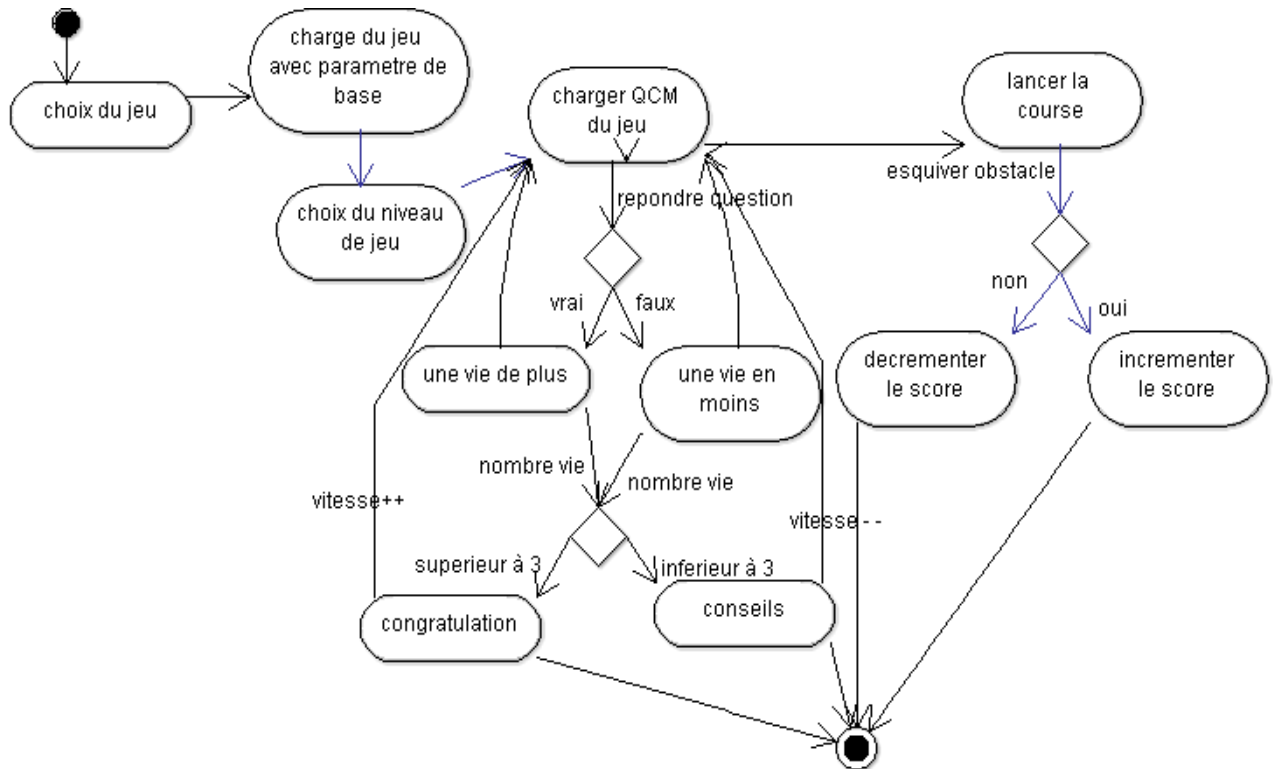 charge du jeu
avec parametre de
base
choix du jeu
charger QCM
du jeu
lancer la
course
esquiver obstacle
choix du niveau
de jeu
repondre question
vrai
faux
non
oui
une vie de plus
une vie en
moins
decrementer
le score
incrementer
le score
nombre vie
nombre vie
vitesse++
vitesse - -
superieur à 3
inferieur à 3
congratulation
conseils